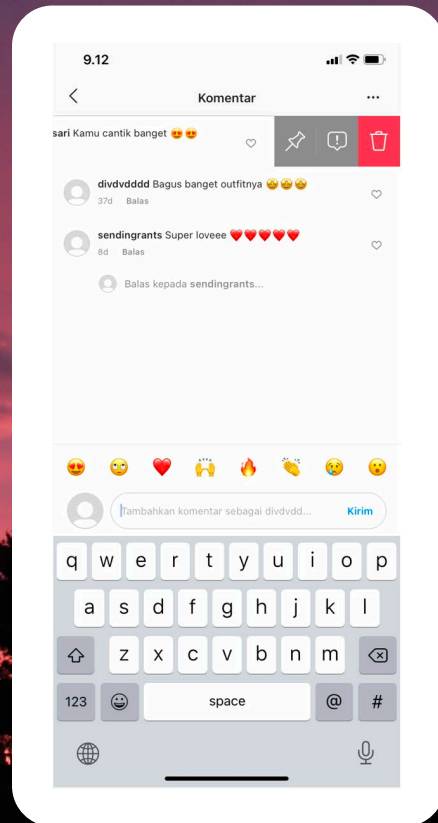 9.12
Komentar
sari Kamu cantik banget 😍 😍
divdvdddd Bagus banget outfitnya 🤩🤩🤩
37d Balas
sendingrants Super loveee ❤️❤️❤️❤️❤️
8d Balas
Balas kepada sendingrants...
Tambahkan komentar sebagai divdvdd... Kirim
q w e r t y u i o p
a s d f g h j k l
z x c v b n m
123 space @ #